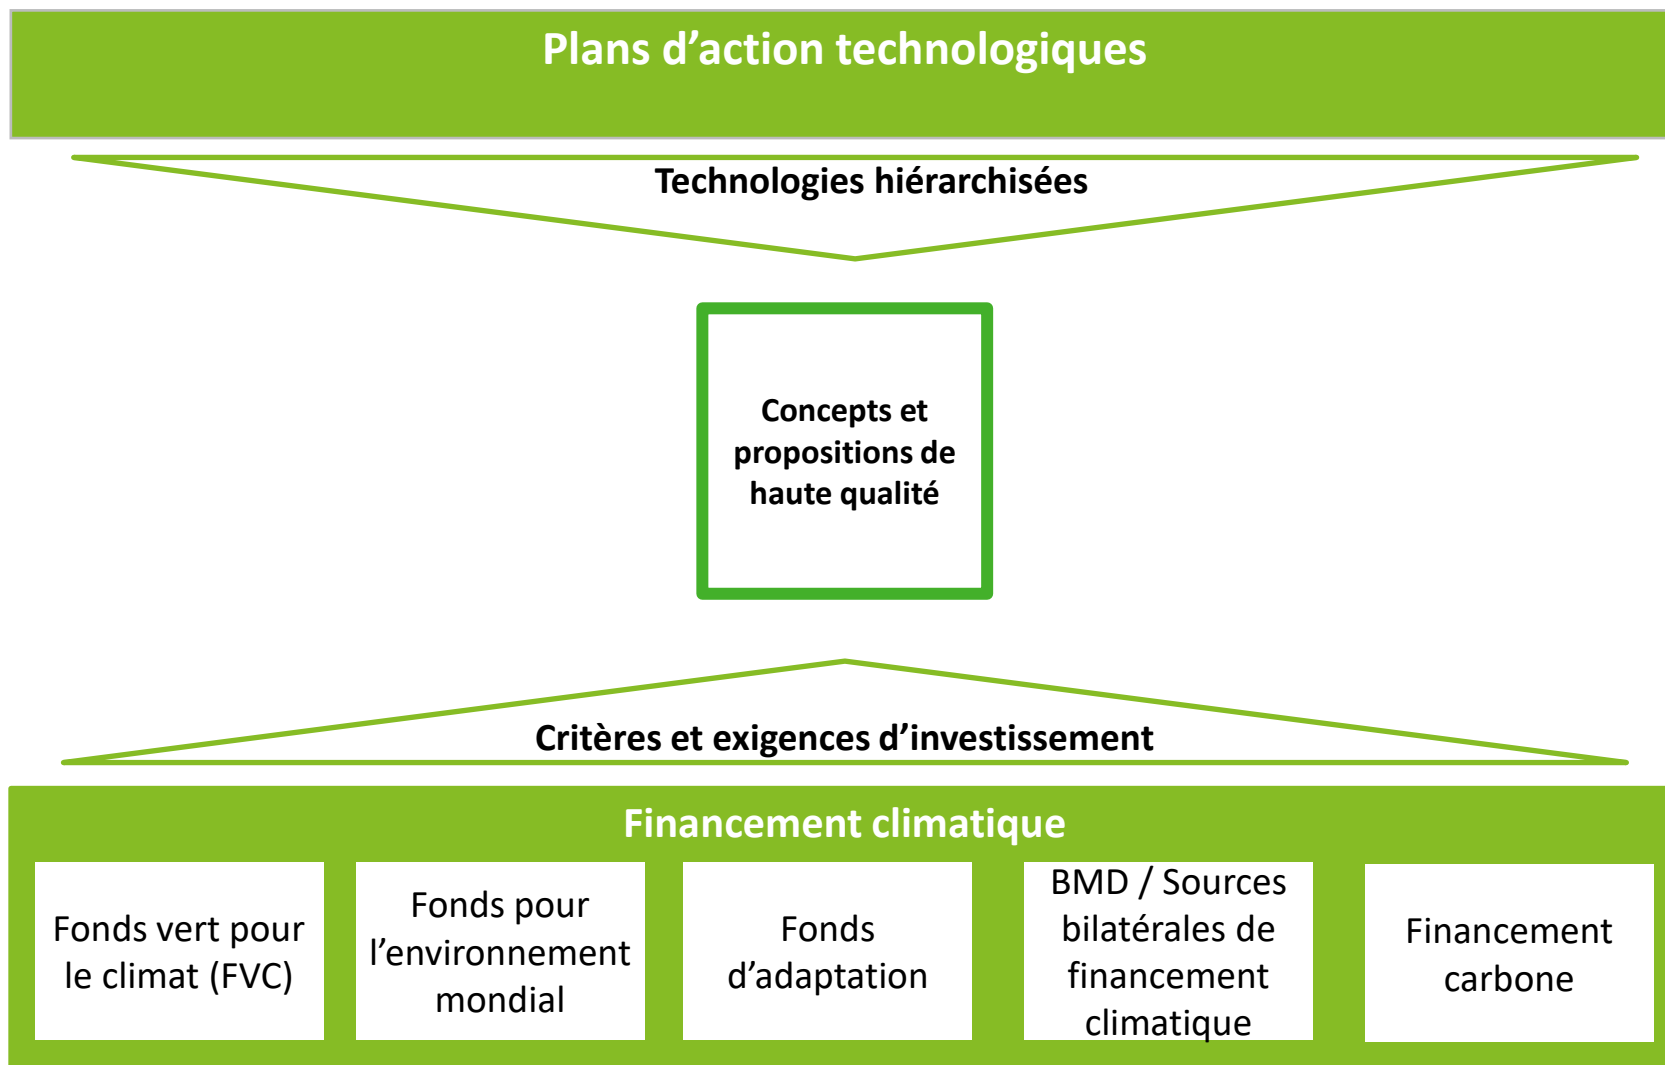 Plans d’action technologiques
Technologies hiérarchisées
Concepts et
propositions de
haute qualité
Critères et exigences d’investissement
Financement climatique
Fonds vert pour
le climat (FVC)
Fonds pour
l’environnement
mondial
Fonds
d’adaptation
BMD / Sources
bilatérales de
financement
climatique
Financement
carbone